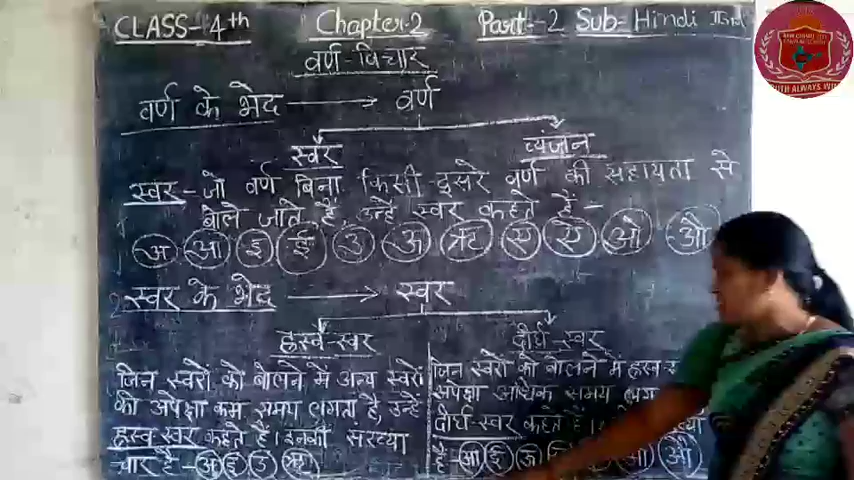 CLASS-4th Chapter-2 Part:-2 Sub:-Hindi
वर्ण-विचार
वर्ण के भेद → वर्ण
स्वर व्यंजन
स्वर- जो वर्ण बिना किसी दुसरे वर्ण की सहायता से
बोले जाते हैं, उन्हें स्वर कहते हैं-
अ आ इ ई उ ऊ ऋ ए ऐ ओ औ
स्वर के भेद → स्वर
ह्रस्व-स्वर दीर्घ-स्वर
जिन स्वरों को बोलने में अन्य स्वरों
की अपेक्षा कम समय लगता है, उन्हें
ह्रस्व स्वर कहते हैं। इनकी संख्या
चार है- अ इ उ ऋ
जिन स्वरों को बोलने में ह्रस्व
अपेक्षा अधिक समय
दीर्घ-स्वर कहते हैं।
है- आ ई ऊ ओ औ